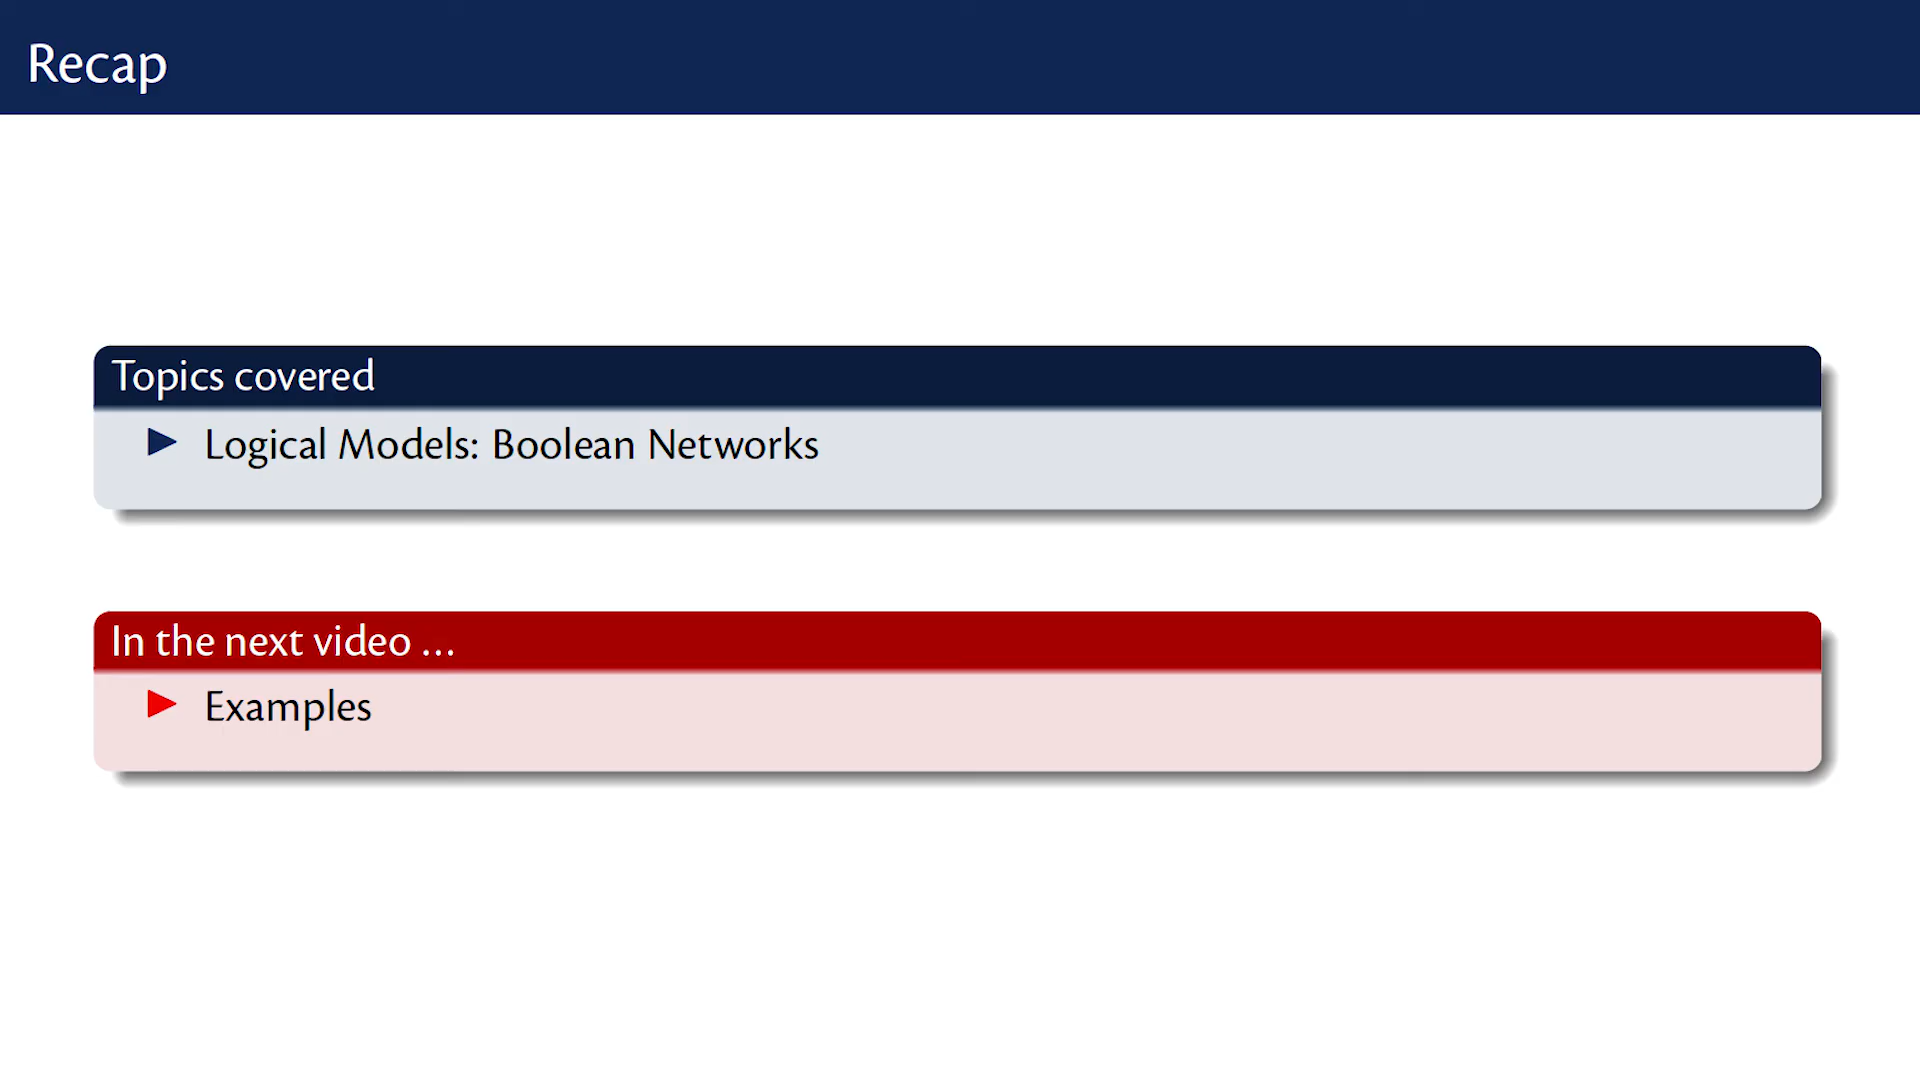 Recap
Topics covered
Logical Models: Boolean Networks
In the next video ...
Examples